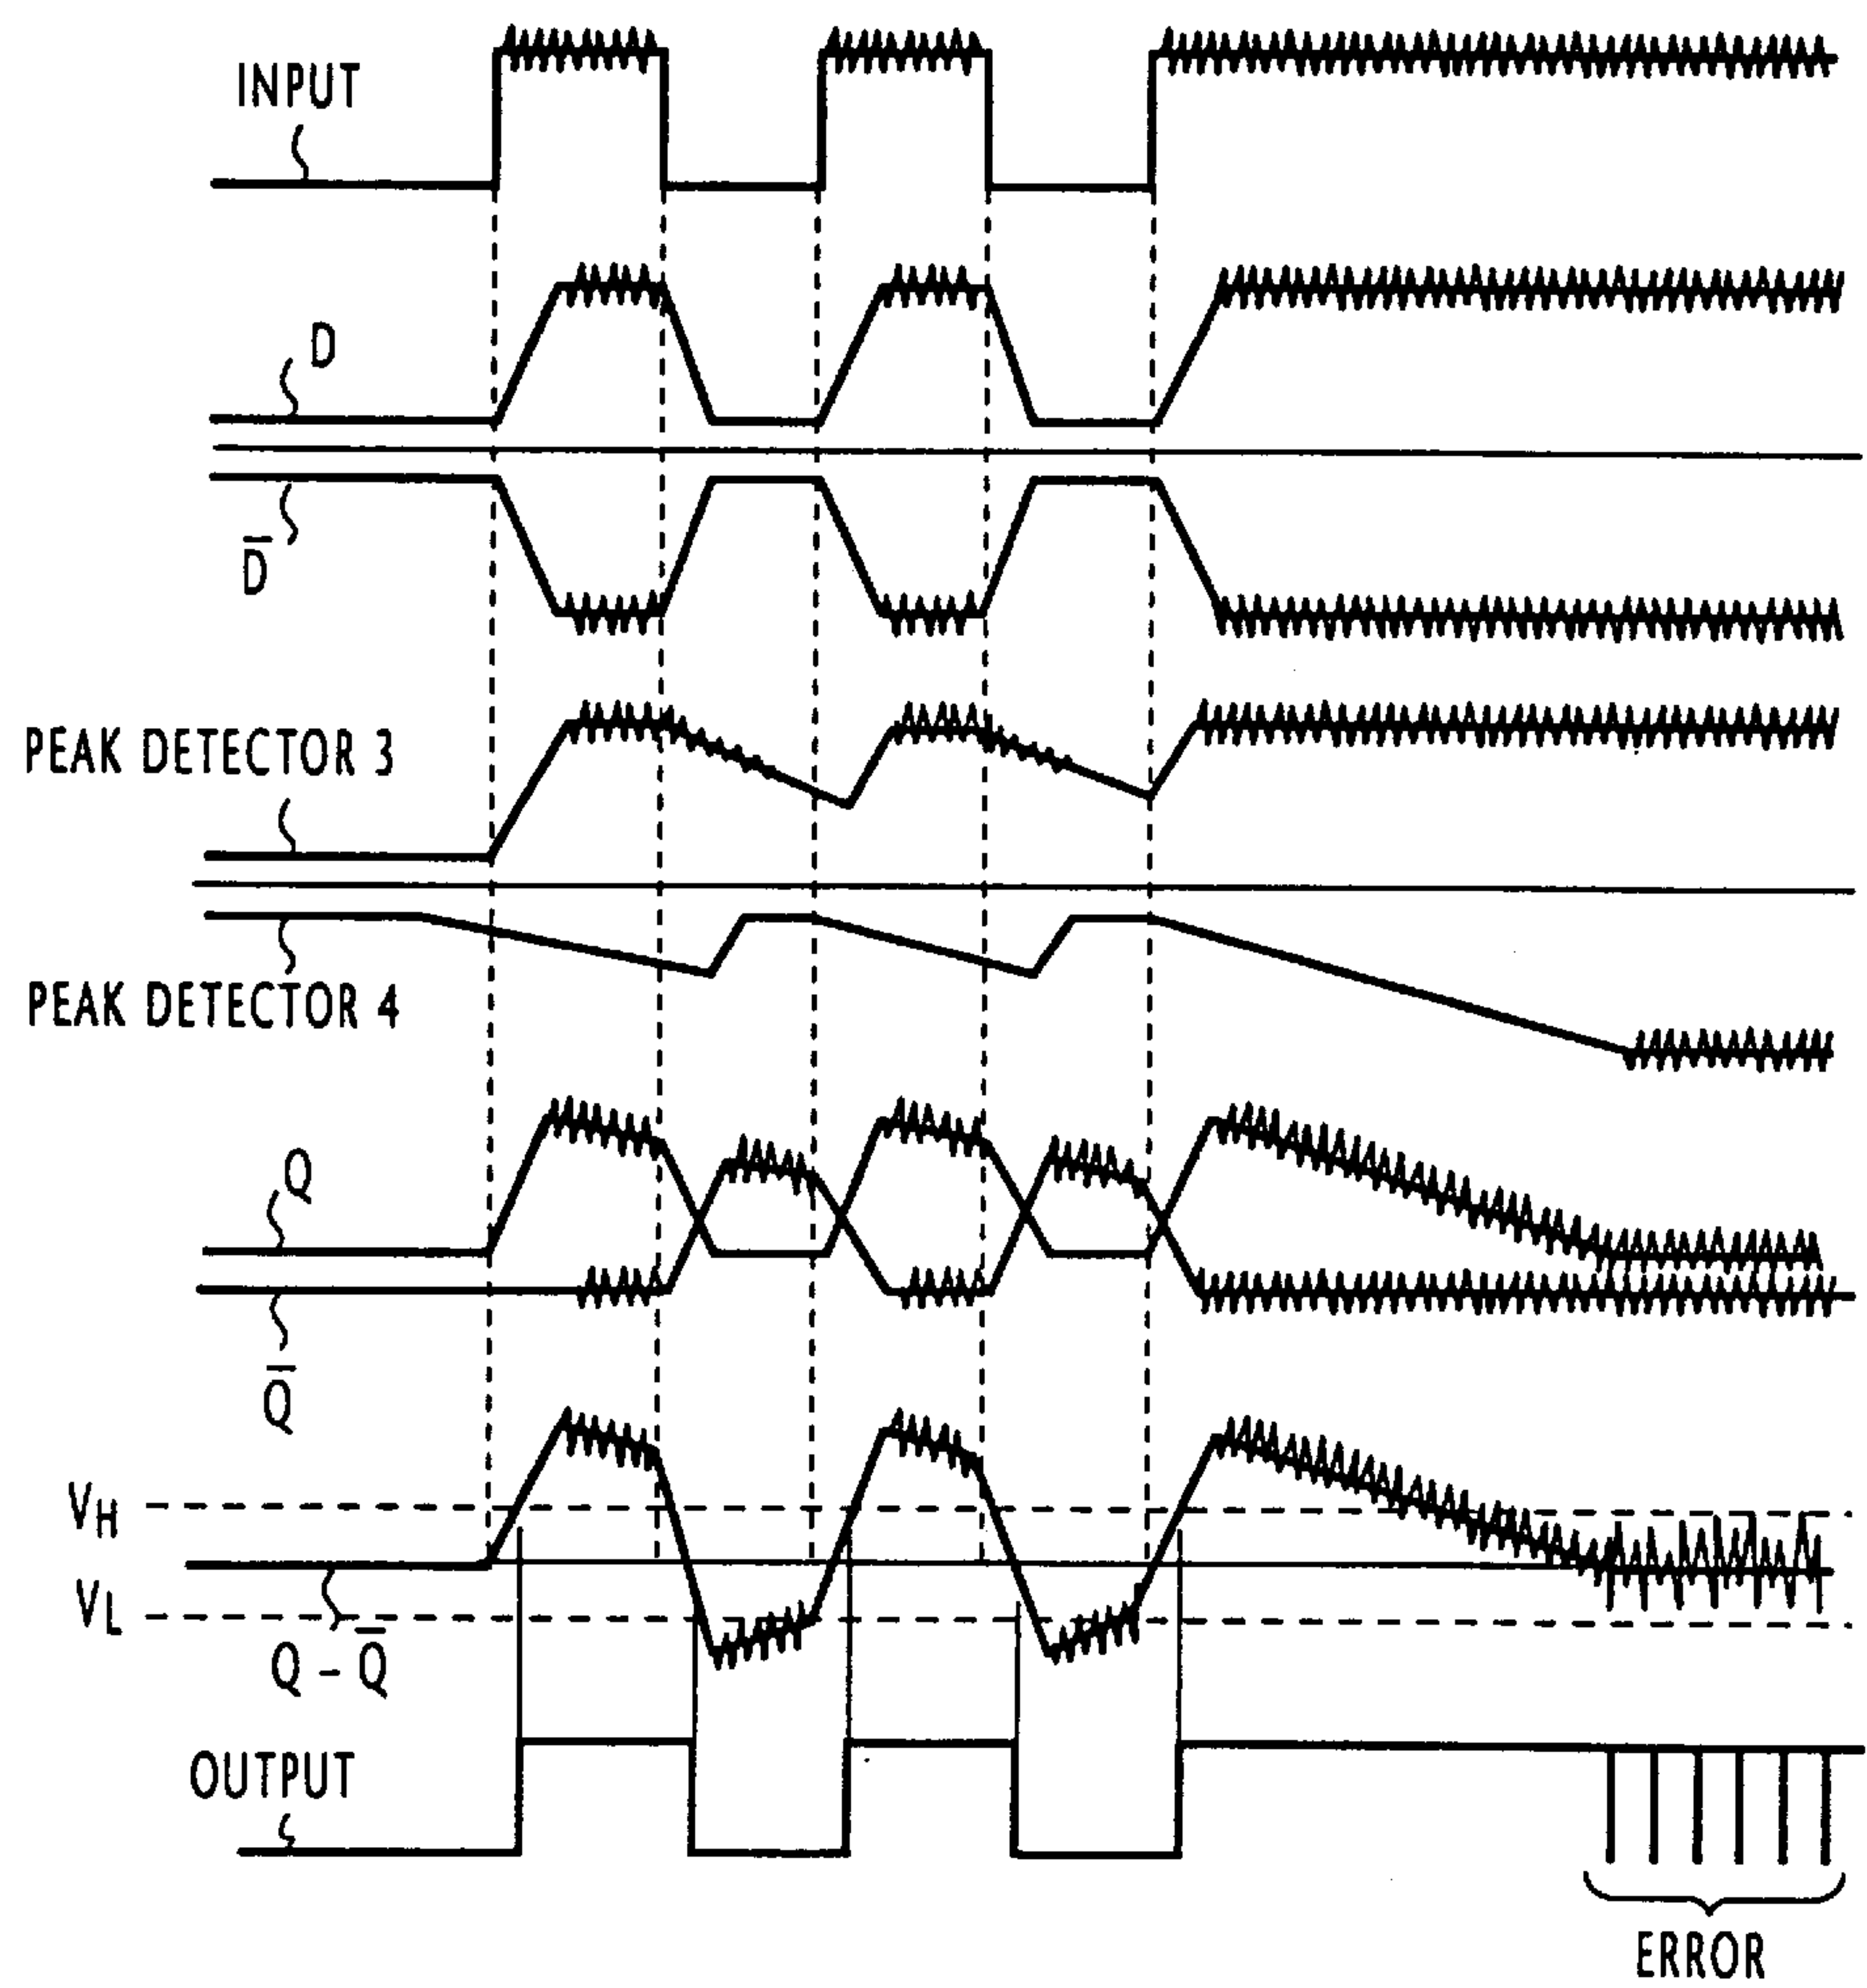 INPUT
D
D̅
PEAK DETECTOR 3
PEAK DETECTOR 4
Q
Q̅
VH
VL
Q – Q̅
OUTPUT
ERROR